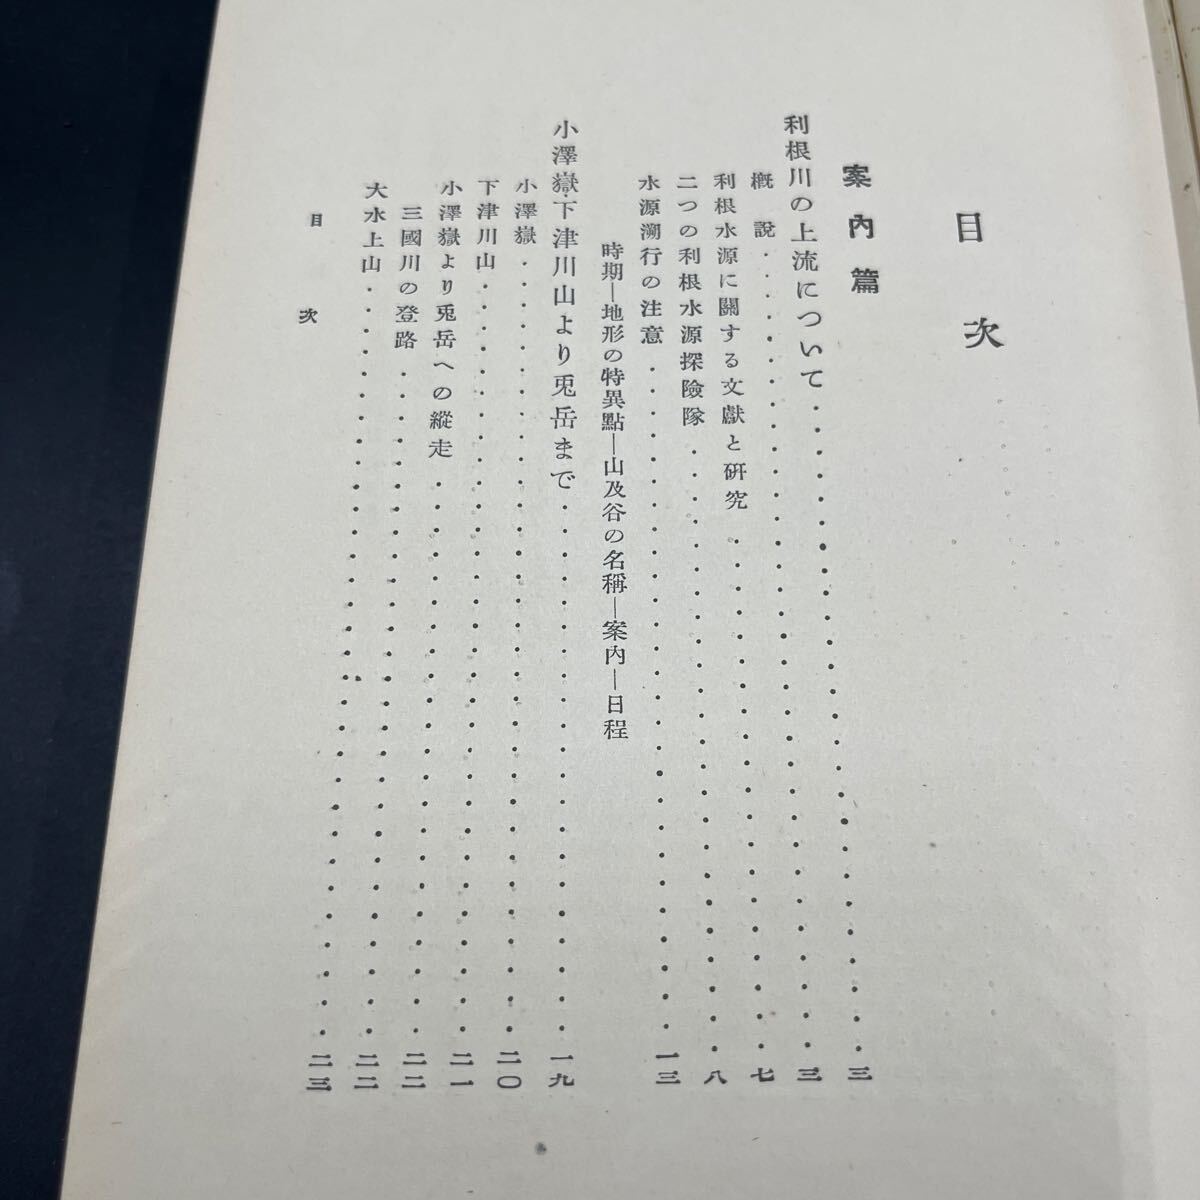 目次
案內篇
利根川の上流について・・・・・・・・・・・・・・・・・・・・・・・・三
槪說・・・・・・・・・・・・・・・・・・・・・・・・・・・・・・三
利根水源に關する文獻と硏究・・・・・・・・・・・・・・・・・・・・七
二つの利根水源探險隊・・・・・・・・・・・・・・・・・・・・・・・八
水源溯行の注意・・・・・・・・・・・・・・・・・・・・・・・・・一三
時期―地形の特異點―山及谷の名稱―案內―日程
小澤嶽・下津川山より兎岳まで・・・・・・・・・・・・・・・・・・・一九
小澤嶽・・・・・・・・・・・・・・・・・・・・・・・・・・・・二〇
下津川山・・・・・・・・・・・・・・・・・・・・・・・・・・・二一
小澤嶽より兎岳への縱走・・・・・・・・・・・・・・・・・・・・・二二
三國川の登路・・・・・・・・・・・・・・・・・・・・・・・・・二二
大水上山・・・・・・・・・・・・・・・・・・・・・・・・・・・二三
目次